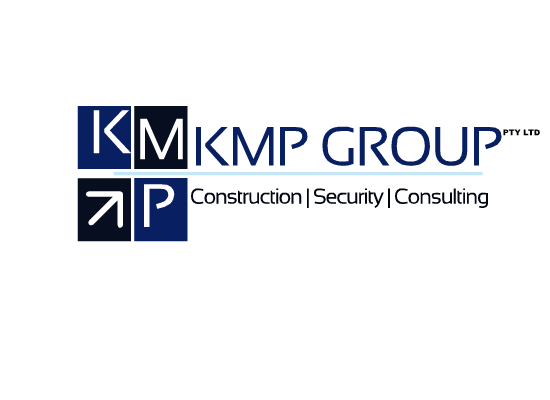 KM
KMP GROUP PTY LTD
P
Construction | Security | Consulting